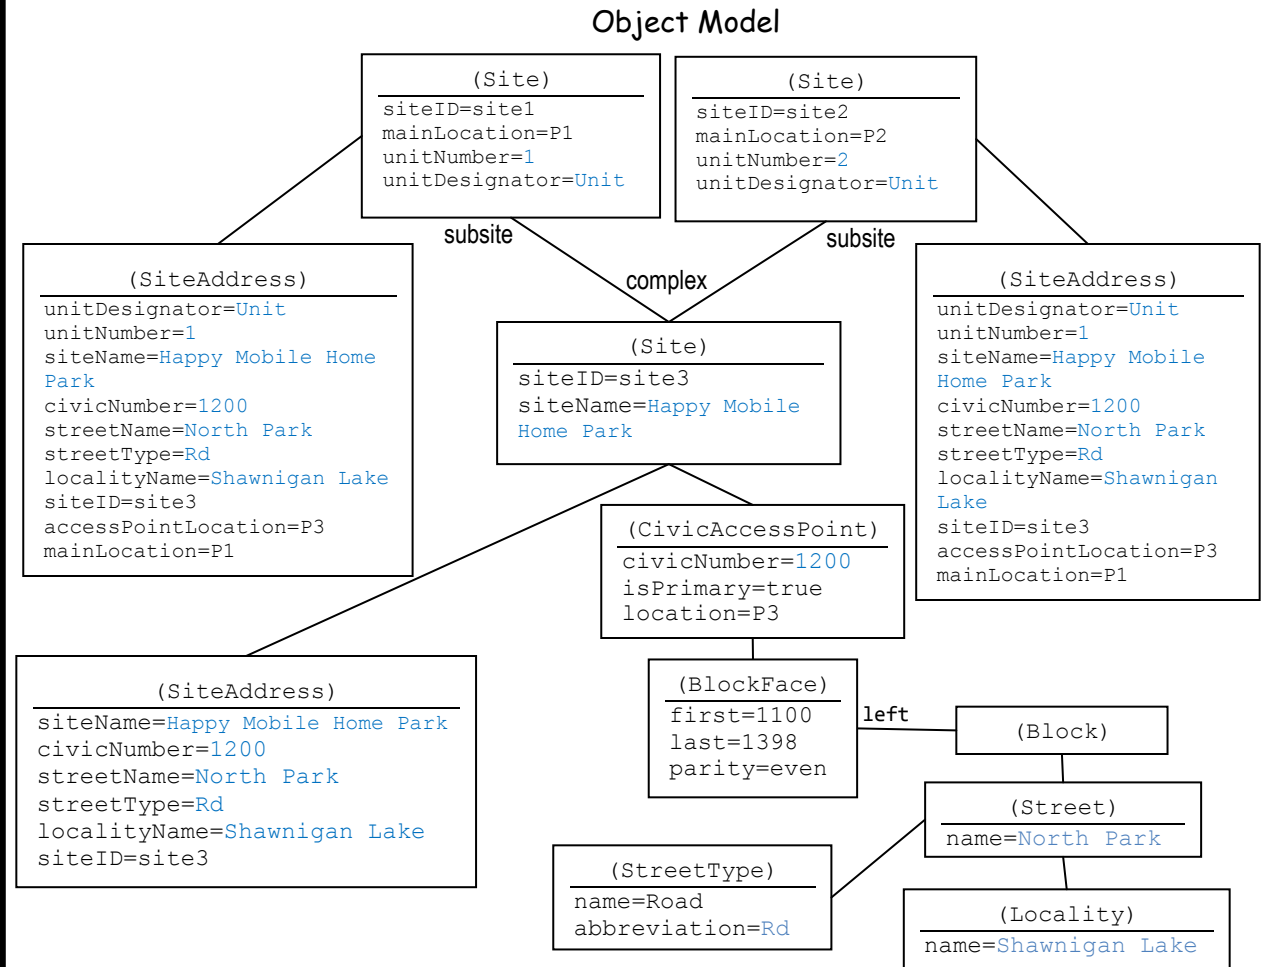 Object Model
(Site)
siteID=site1
mainLocation=P1
unitNumber=1
unitDesignator=Unit
(Site)
siteID=site2
mainLocation=P2
unitNumber=2
unitDesignator=Unit
subsite
subsite
complex
(SiteAddress)
unitDesignator=Unit
unitNumber=1
siteName=Happy Mobile Home
Park
civicNumber=1200
streetName=North Park
streetType=Rd
localityName=Shawnigan Lake
siteID=site3
accessPointLocation=P3
mainLocation=P1
(Site)
siteID=site3
siteName=Happy Mobile
Home Park
(SiteAddress)
unitDesignator=Unit
unitNumber=1
siteName=Happy Mobile
Home Park
civicNumber=1200
streetName=North Park
streetType=Rd
localityName=Shawnigan
Lake
siteID=site3
accessPointLocation=P3
mainLocation=P1
(CivicAccessPoint)
civicNumber=1200
isPrimary=true
location=P3
(SiteAddress)
siteName=Happy Mobile Home Park
civicNumber=1200
streetName=North Park
streetType=Rd
localityName=Shawnigan Lake
siteID=site3
(BlockFace)
first=1100
last=1398
parity=even
left
(Block)
(Street)
name=North Park
(StreetType)
name=Road
abbreviation=Rd
(Locality)
name=Shawnigan Lake